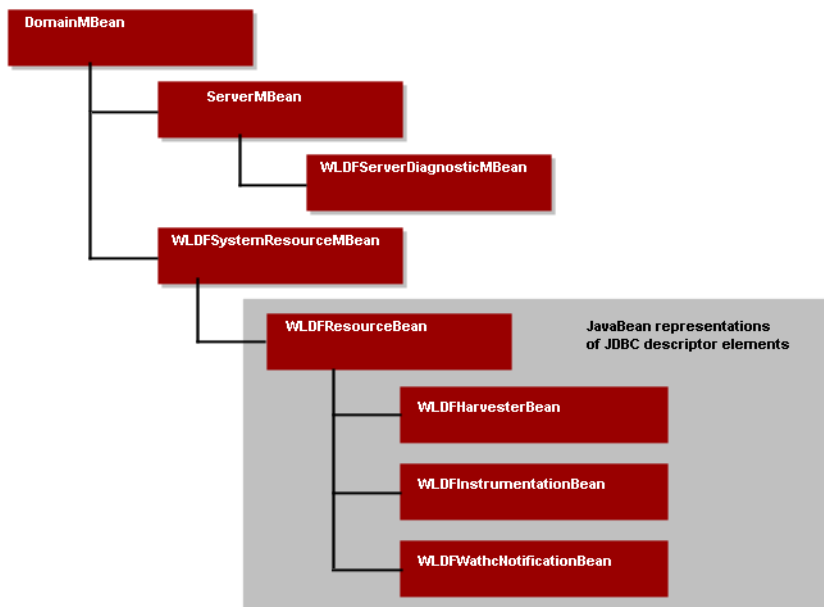 DomainMBean
ServerMBean
WLDFServerDiagnosticMBean
WLDFSystemResourceMBean
WLDFResourceBean
JavaBean representations
of JDBC descriptor elements
WLDFHarvesterBean
WLDFInstrumentationBean
WLDFWathcNotificationBean